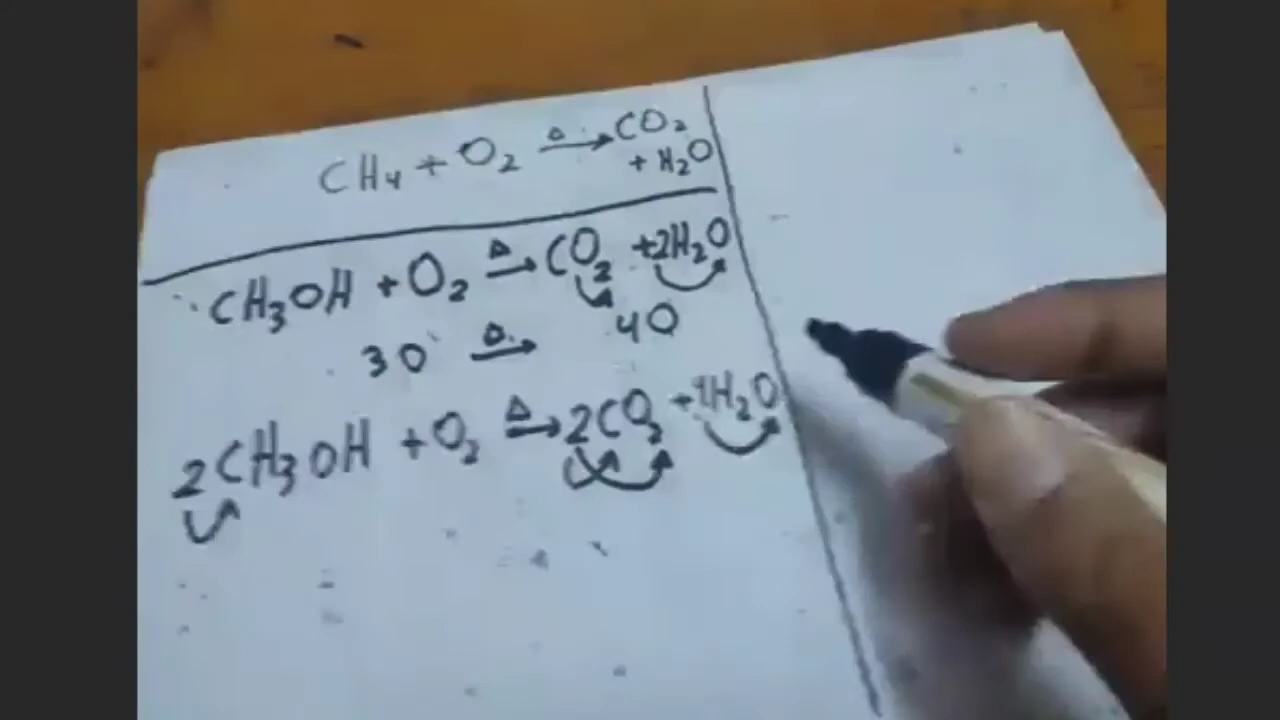 CH₄ + O₂ →Δ CO₂
+ H₂O
CH₃OH + O₂ →Δ CO₂ + 2H₂O
3O →Δ 4O
2CH₃OH + O₂ →Δ 2CO₂ + 4H₂O